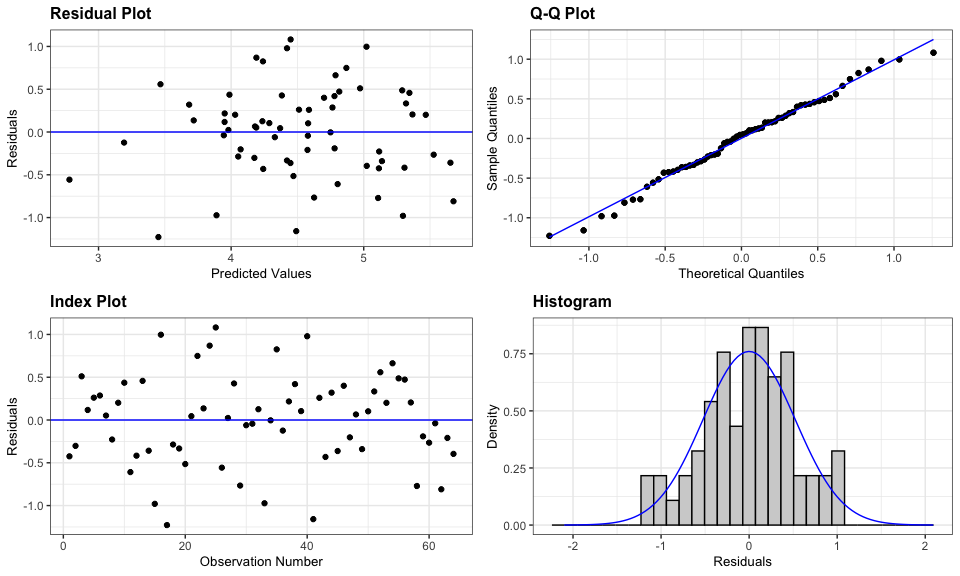 Residual Plot
1.0
0.5
0.0
-0.5
-1.0
Residuals
3 4 5
Predicted Values
Q-Q Plot
1.0
0.5
0.0
-0.5
-1.0
Sample Quantiles
-1.0 -0.5 0.0 0.5 1.0
Theoretical Quantiles
Index Plot
1.0
0.5
0.0
-0.5
-1.0
Residuals
0 20 40 60
Observation Number
Histogram
0.75
0.50
0.25
0.00
Density
-2 -1 0 1 2
Residuals